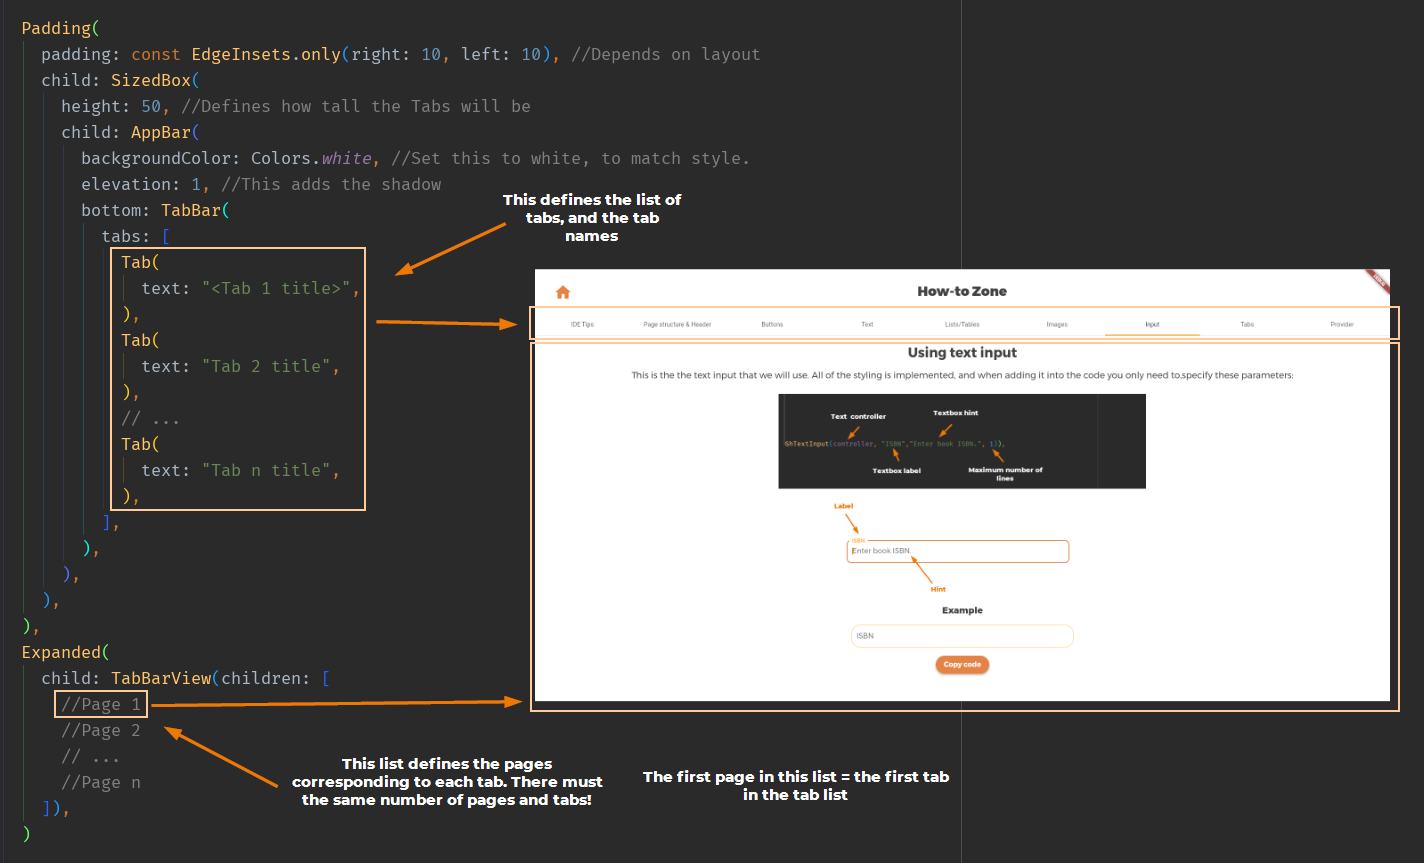 Padding(
padding: const EdgeInsets.only(right: 10, left: 10), //Depends on layout
child: SizedBox(
height: 50, //Defines how tall the Tabs will be
child: AppBar(
backgroundColor: Colors.white, //Set this to white, to match style.
elevation: 1, //This adds the shadow
bottom: TabBar(
tabs: [
Tab(
text: "<Tab 1 title>",
),
Tab(
text: "Tab 2 title",
),
// ...
Tab(
text: "Tab n title",
),
],
),
),
),
),
Expanded(
child: TabBarView(children: [
//Page 1
//Page 2
// ...
//Page n
]),
)
This defines the list of
tabs, and the tab
names
How-to Zone
IDE Tips Page structure & Header Buttons Text Lists/Tables Images Input Tabs Provider
Using text input
This is the the text input that we will use. All of the styling is implemented, and when adding it into the code you only need to,specify these parameters:
Text controller
Textbox hint
ShTextInput(controller, "ISBN","Enter book ISBN.", 1)),
Textbox label
Maximum number of
lines
Label
ISBN
Enter book ISBN.
Hint
Example
ISBN
Copy code
This list defines the pages
corresponding to each tab. There must
the same number of pages and tabs!
The first page in this list = the first tab
in the tab list